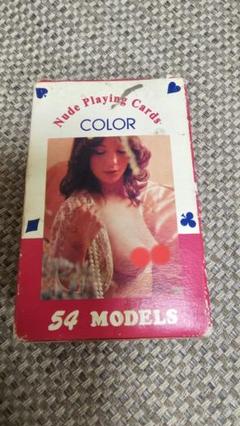 Nude Playing Cards
COLOR
54 MODELS